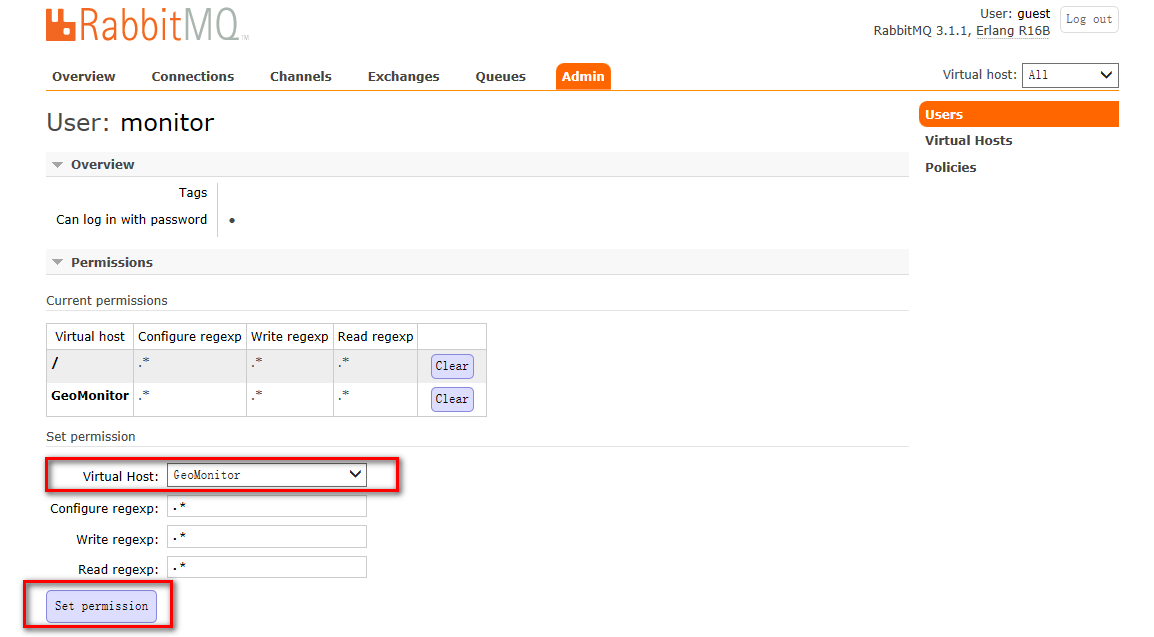 RabbitMQ™
User: guest
RabbitMQ 3.1.1, Erlang R16B
Log out
Overview Connections Channels Exchanges Queues Admin
Virtual host: All
User: monitor
Users
Virtual Hosts
Policies
Overview
Tags
Can log in with password •
Permissions
Current permissions
Virtual host Configure regexp Write regexp Read regexp
/ .* .* .* Clear
GeoMonitor .* .* .* Clear
Set permission
Virtual Host: GeoMonitor
Configure regexp: .*
Write regexp: .*
Read regexp: .*
Set permission